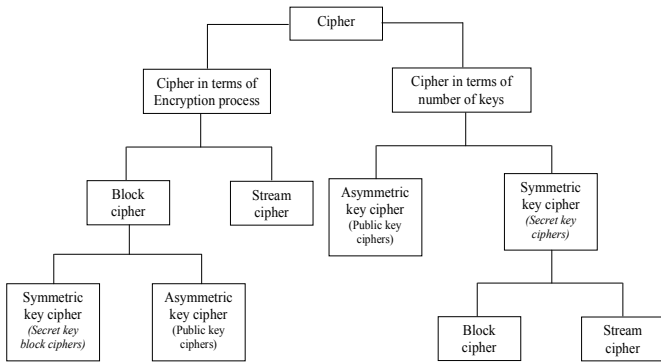 Cipher
Cipher in terms of
Encryption process
Cipher in terms of
number of keys
Block
cipher
Stream
cipher
Asymmetric
key cipher
(Public key
ciphers)
Symmetric
key cipher
(Secret key
ciphers)
Symmetric
key cipher
(Secret key
block ciphers)
Asymmetric
key cipher
(Public key
ciphers)
Block
cipher
Stream
cipher